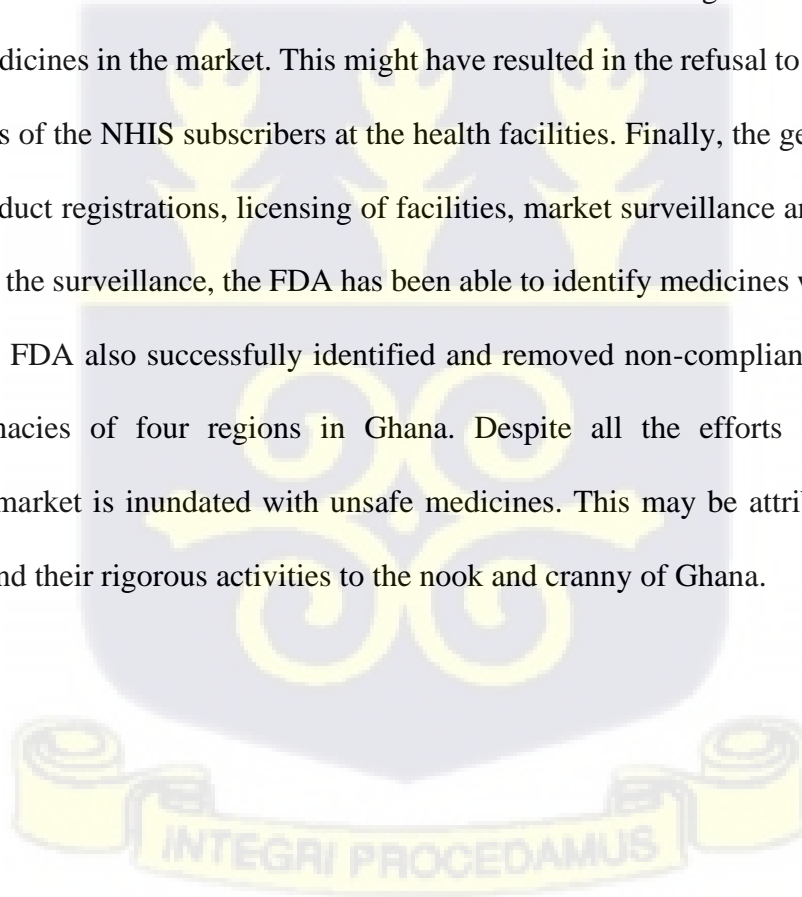 dicines in the market. This might have resulted in the refusal to
s of the NHIS subscribers at the health facilities. Finally, the ge
duct registrations, licensing of facilities, market surveillance ar
the surveillance, the FDA has been able to identify medicines v
FDA also successfully identified and removed non-complian
nacies of four regions in Ghana. Despite all the efforts
market is inundated with unsafe medicines. This may be attrib
nd their rigorous activities to the nook and cranny of Ghana.
INTEGRI PROCEDAMUS